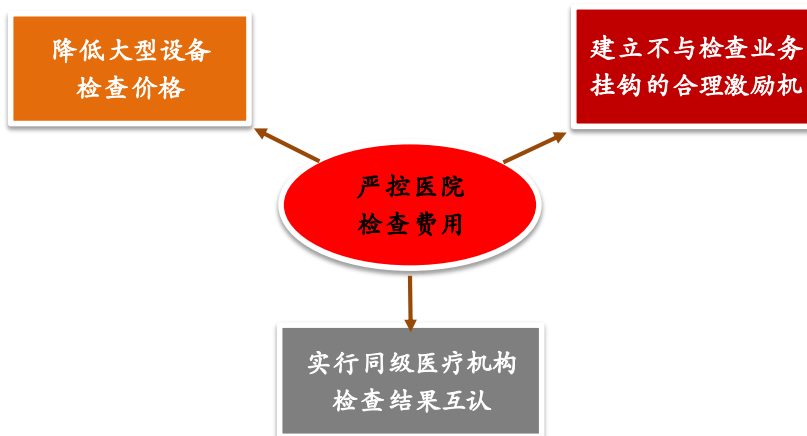 降低大型设备
检查价格
建立不与检查业务
挂钩的合理激励机
严控医院
检查费用
实行同级医疗机构
检查结果互认